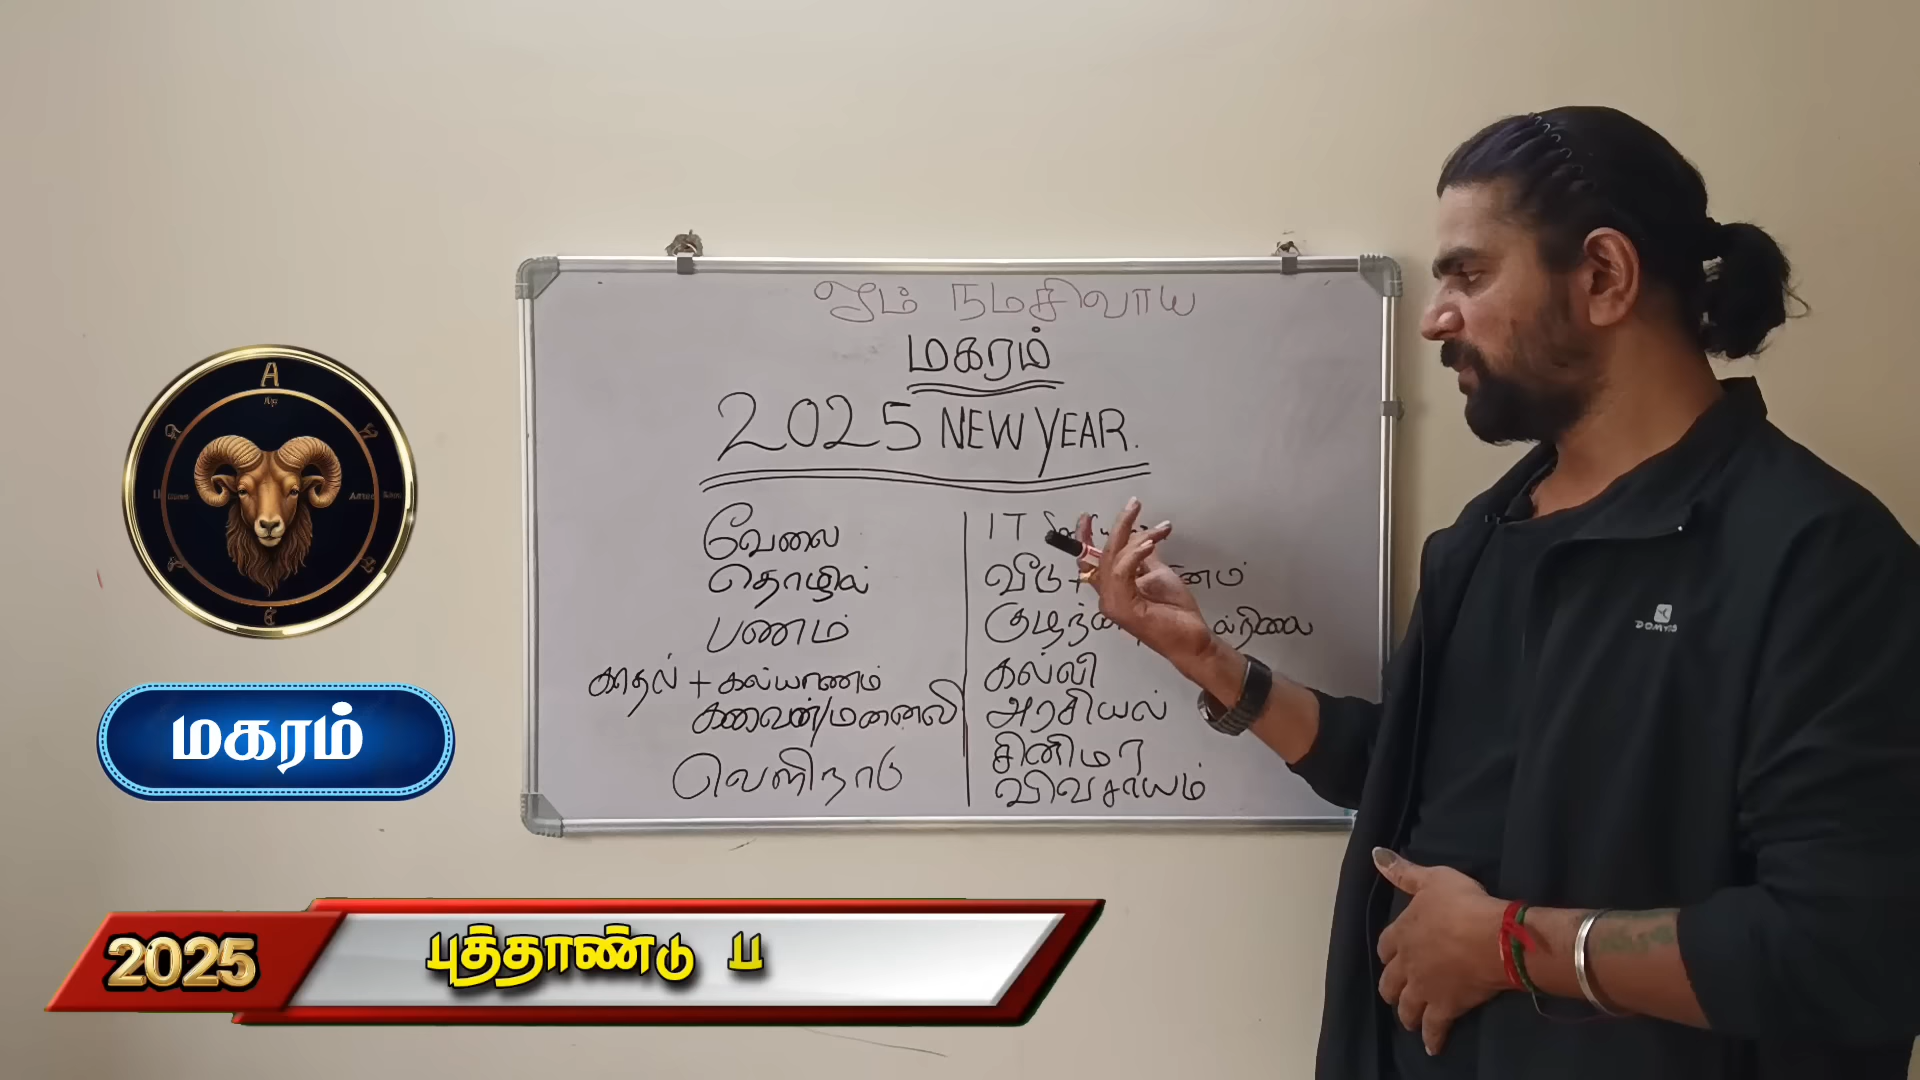 ஓம் நமசிவாய
மகரம்
2025 NEW YEAR.
வேலை
தொழில்
பணம்
காதல் + கல்யாணம்
கணவன்/மனைவி
வெளிநாடு
IT
வீடு +
கல்வி
அரசியல்
சினிமா
விவசாயம்
A
மகரம்
DOMYOS
2025
புத்தாண்டு ப